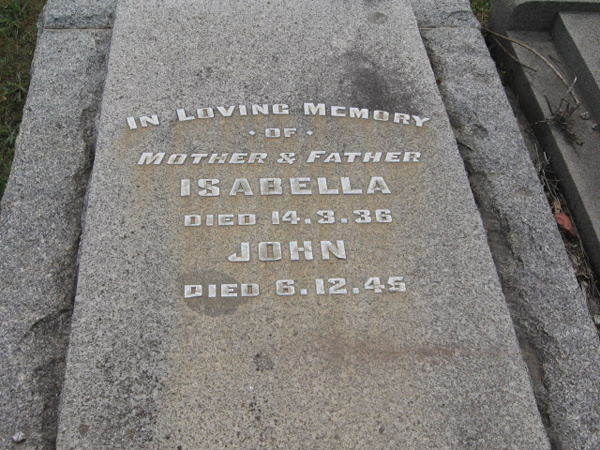 IN LOVING MEMORY
· OF ·
MOTHER & FATHER
ISABELLA
DIED 14.3.36
JOHN
DIED 6.12.45